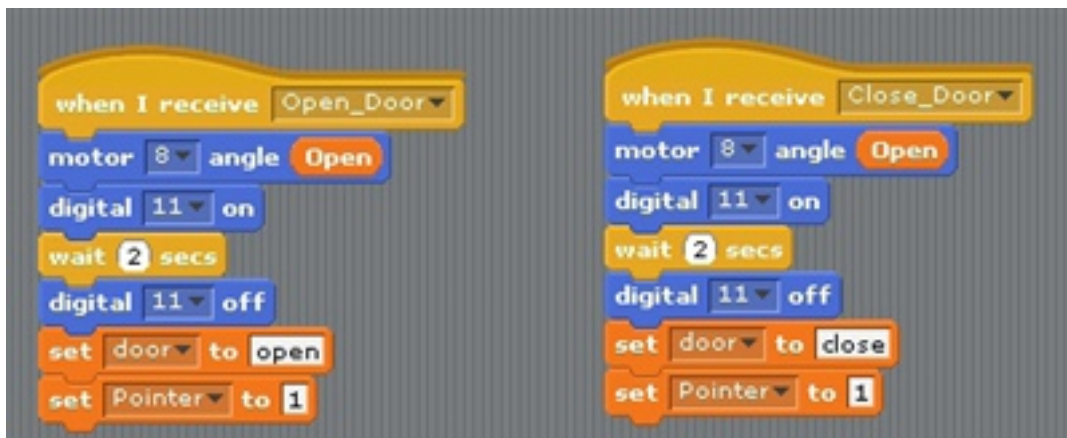 when I receive Open_Door
motor 8 angle Open
digital 11 on
wait 2 secs
digital 11 off
set door to open
set Pointer to 1
when I receive Close_Door
motor 8 angle Open
digital 11 on
wait 2 secs
digital 11 off
set door to close
set Pointer to 1